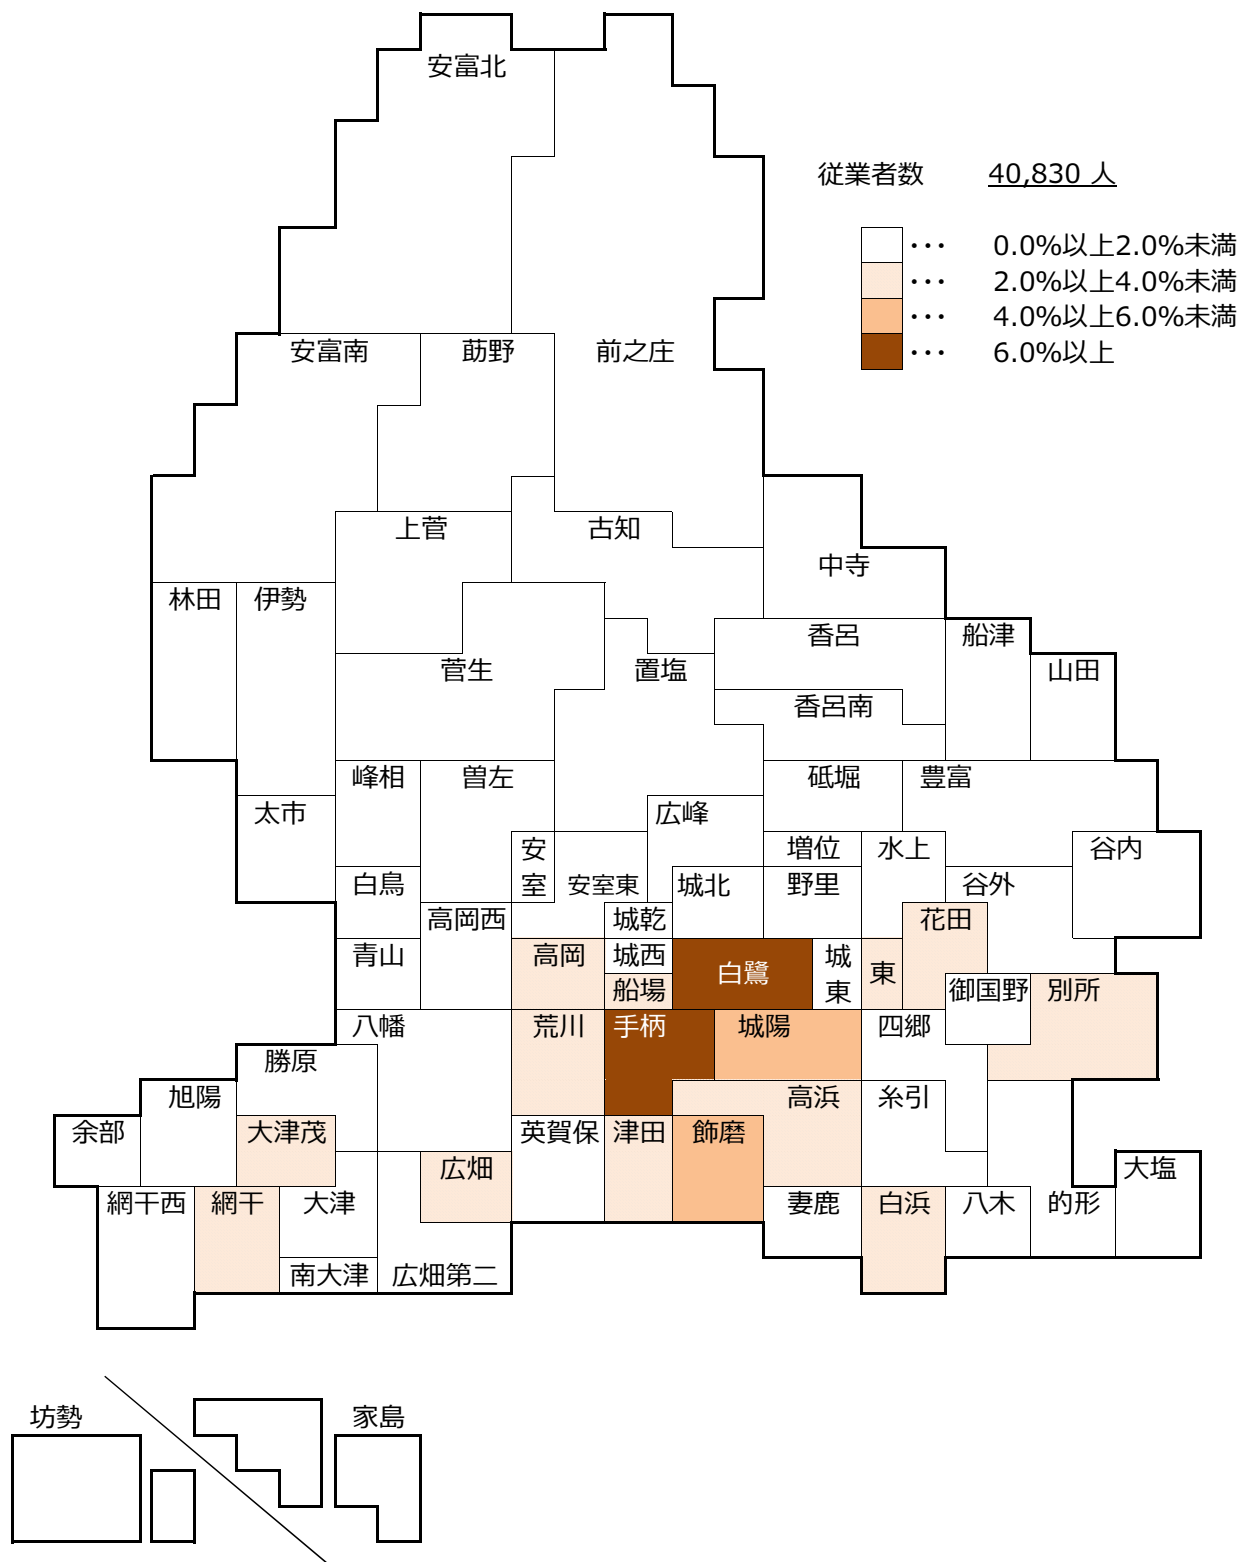 安富北
従業者数 40,830 人
・・・ 0.0%以上2.0%未満
・・・ 2.0%以上4.0%未満
・・・ 4.0%以上6.0%未満
・・・ 6.0%以上
安富南 莇野 前之庄
上菅 古知
中寺
林田 伊勢
香呂 船津
菅生 置塩 山田
香呂南
峰相 曽左 砥堀 豊富
太市 広峰
安室 増位 水上 谷内
白鳥 安室東 城北 野里 谷外
高岡西 城乾 花田
青山 高岡 城西 白鷺 城東 東
船場 御国野 別所
八幡 荒川 手柄 城陽 四郷
勝原
旭陽 高浜 糸引
余部 大津茂 英賀保 津田 飾磨
広畑 大塩
網干西 網干 大津 妻鹿 白浜 八木 的形
南大津 広畑第二
坊勢 家島